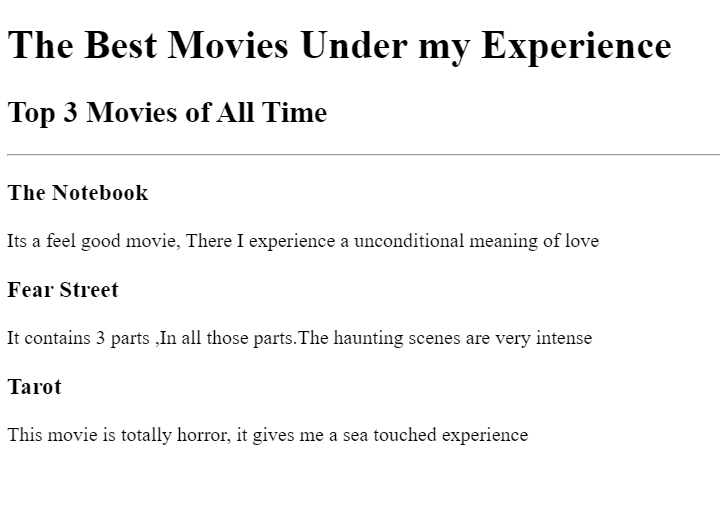 The Best Movies Under my Experience
Top 3 Movies of All Time
The Notebook
Its a feel good movie, There I experience a unconditional meaning of love
Fear Street
It contains 3 parts ,In all those parts.The haunting scenes are very intense
Tarot
This movie is totally horror, it gives me a sea touched experience